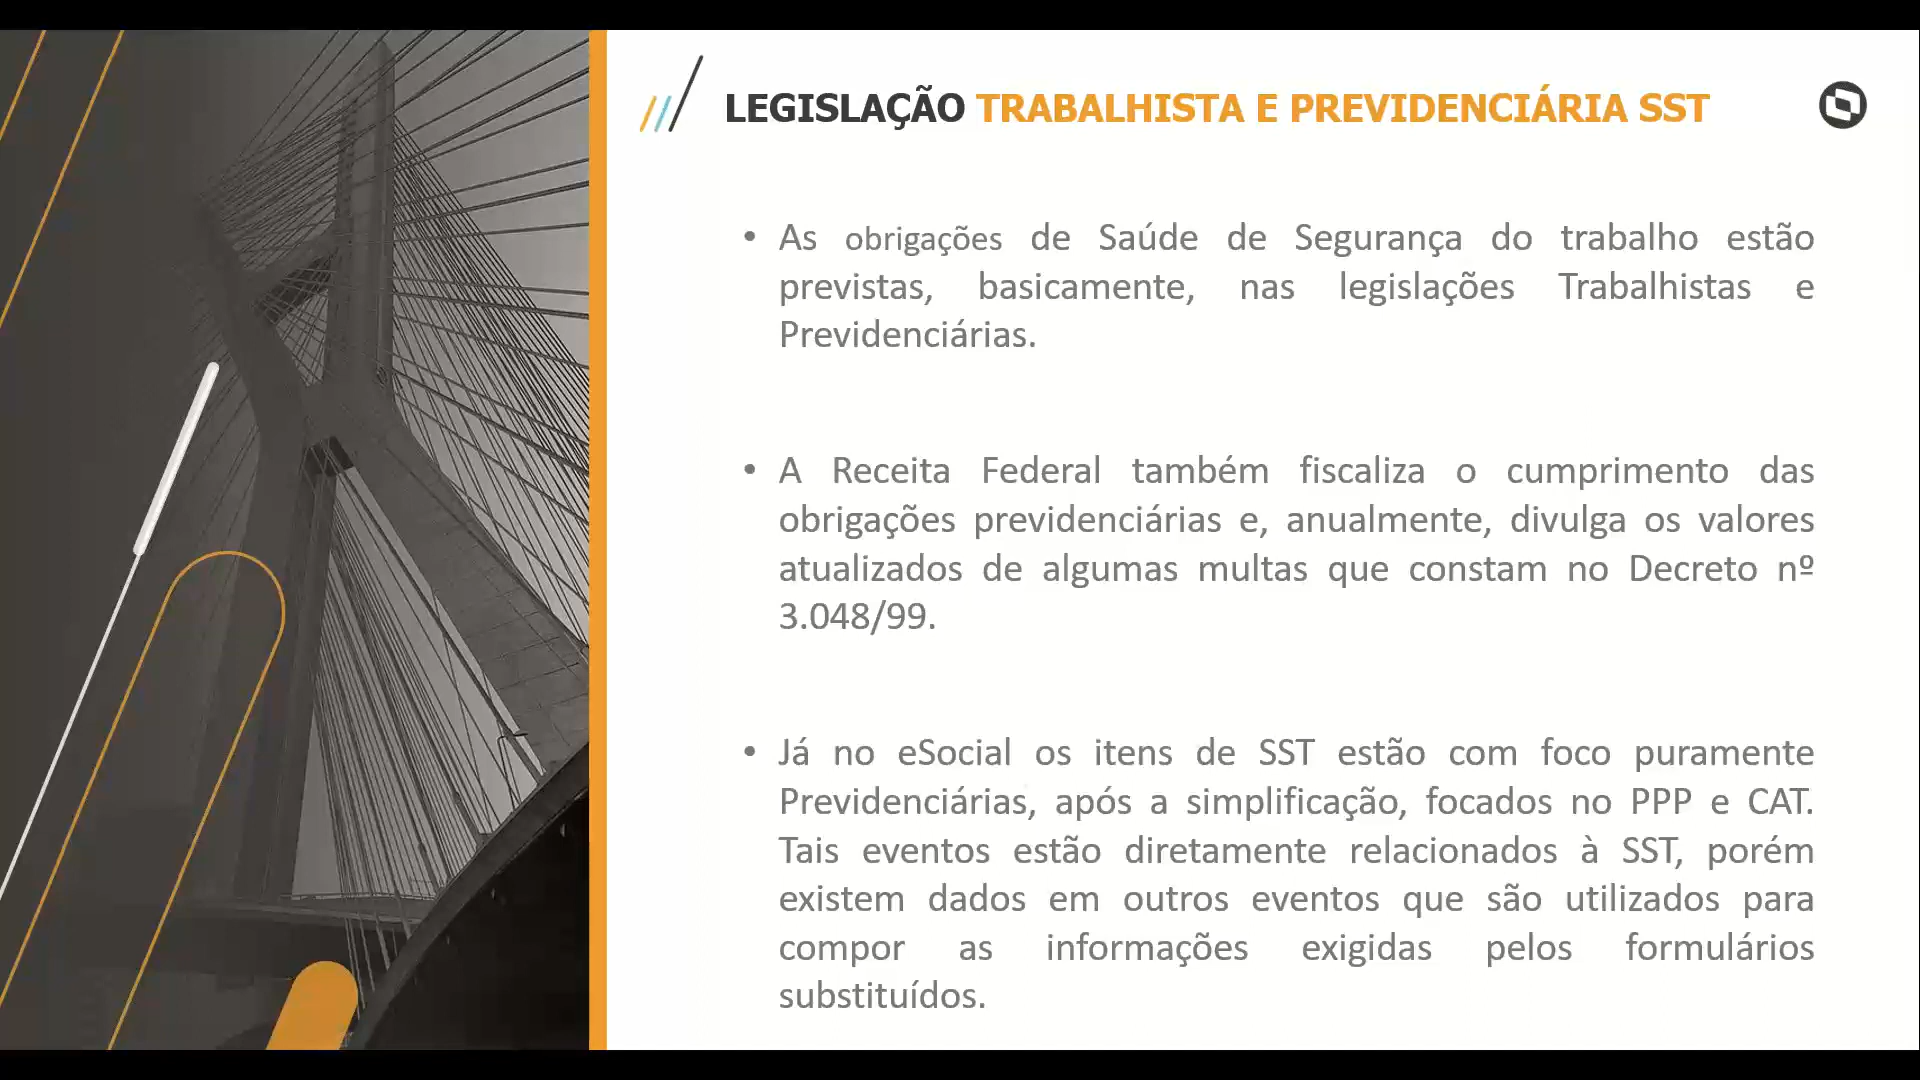 LEGISLAÇÃO TRABALHISTA E PREVIDENCIÁRIA SST
• As obrigações de Saúde de Segurança do trabalho estão
previstas, basicamente, nas legislações Trabalhistas e
Previdenciárias.
• A Receita Federal também fiscaliza o cumprimento das
obrigações previdenciárias e, anualmente, divulga os valores
atualizados de algumas multas que constam no Decreto nº
3.048/99.
• Já no eSocial os itens de SST estão com foco puramente
Previdenciárias, após a simplificação, focados no PPP e CAT.
Tais eventos estão diretamente relacionados à SST, porém
existem dados em outros eventos que são utilizados para
compor as informações exigidas pelos formulários
substituídos.